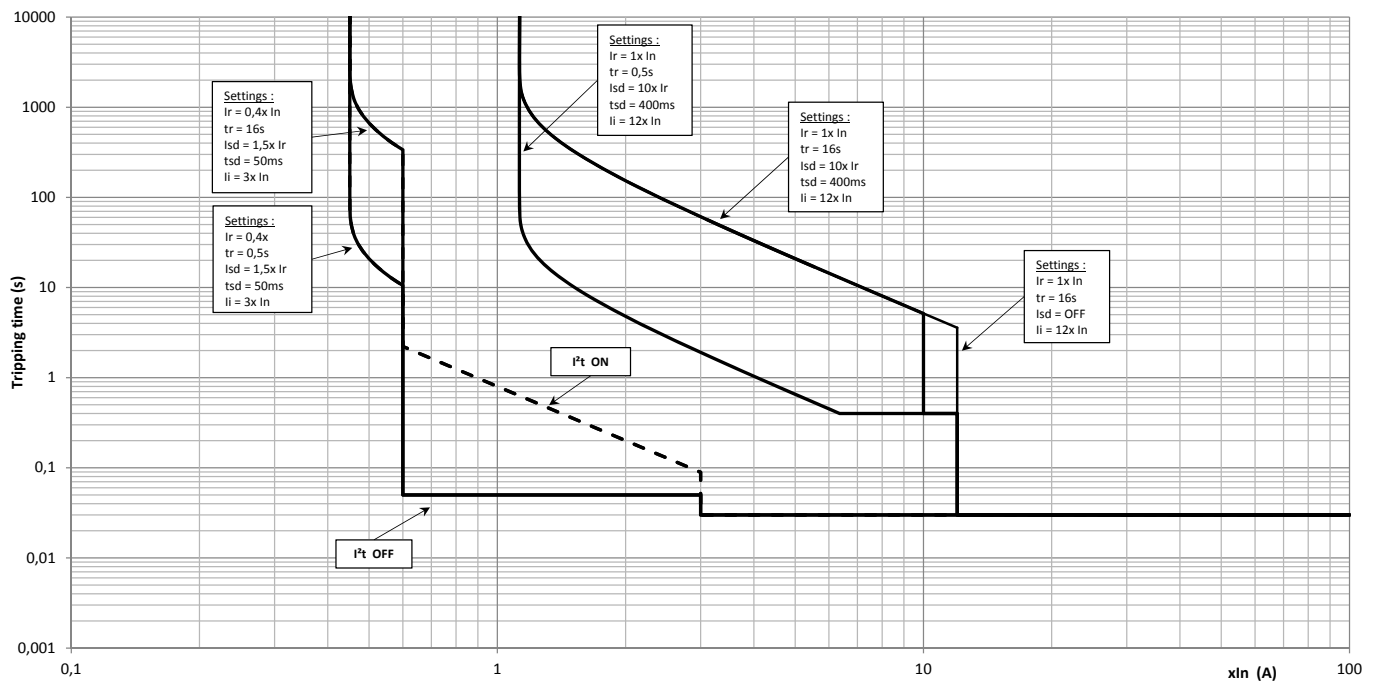 10000
1000
100
10
1
0,1
0,01
0,001
Tripping time (s)
0,1
1
10
100
xIn (A)
Settings :
Ir = 0,4x In
tr = 16s
Isd = 1,5x Ir
tsd = 50ms
Ii = 3x In
Settings :
Ir = 0,4x
tr = 0,5s
Isd = 1,5x Ir
tsd = 50ms
Ii = 3x In
Settings :
Ir = 1x In
tr = 0,5s
Isd = 10x Ir
tsd = 400ms
Ii = 12x In
Settings :
Ir = 1x In
tr = 16s
Isd = 10x Ir
tsd = 400ms
Ii = 12x In
Settings :
Ir = 1x In
tr = 16s
Isd = OFF
Ii = 12x In
I²t ON
I²t OFF